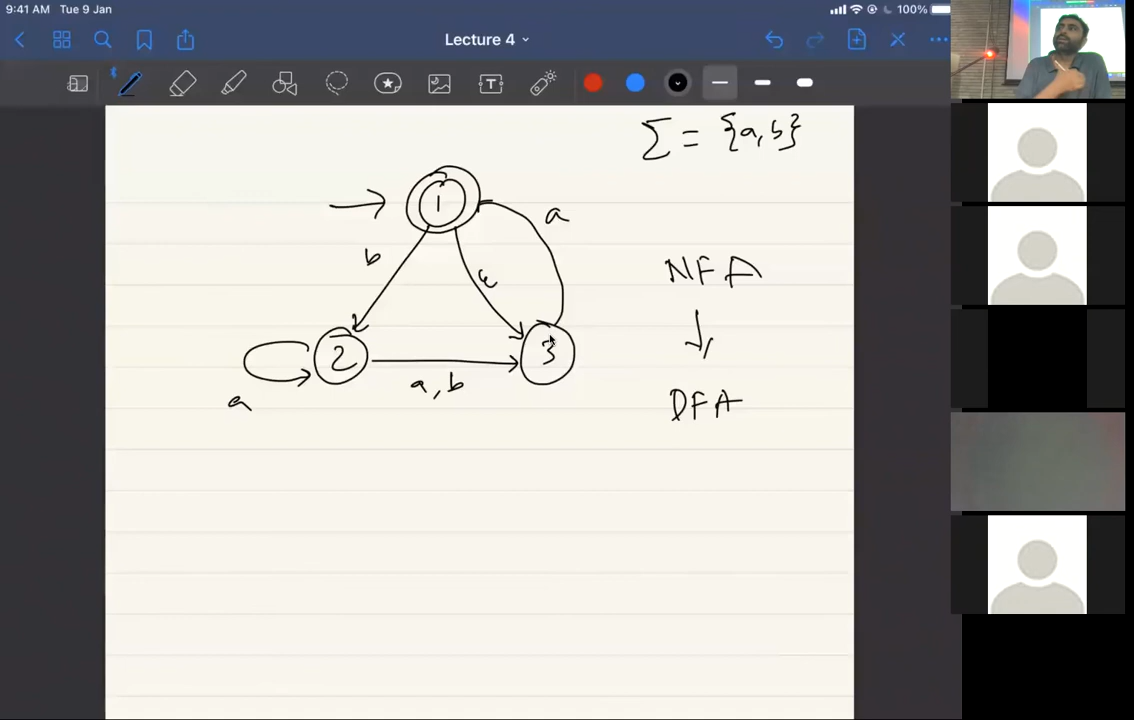 9:41 AM Tue 9 Jan
100%
Lecture 4
T
Σ = {a, b}
1
a
b
ε
NFA
2
3
a, b
a
DFA